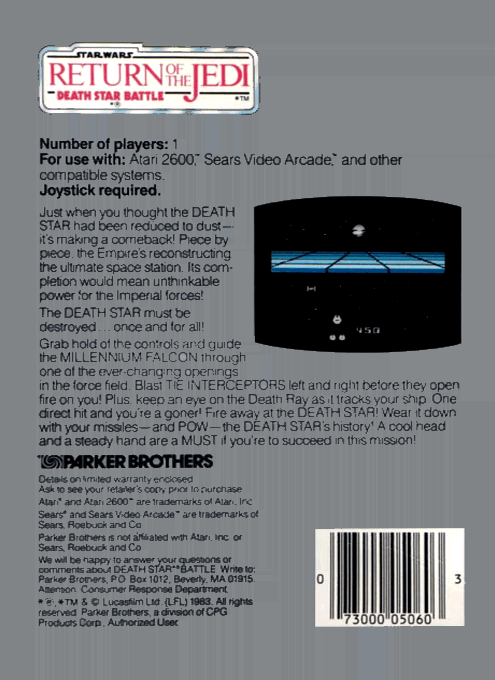 STAR WARS
RETURN OF THE JEDI
DEATH STAR BATTLE
*® *TM
Number of players: 1
For use with: Atari 2600,™ Sears Video Arcade,™ and other
compatible systems.
Joystick required.
Just when you thought the DEATH
STAR had been reduced to dust—
it's making a comeback! Piece by
piece, the Empire's reconstructing
the ultimate space station. Its com-
pletion would mean unthinkable
power for the Imperial forces!
The DEATH STAR must be
destroyed... once and for all!
Grab hold of the controls and guide
the MILLENNIUM FALCON through
one of the ever-changing openings
in the force field. Blast TIE INTERCEPTORS left and right before they open
fire on you! Plus, keep an eye on the Death Ray as it tracks your ship. One
direct hit and you're a goner! Fire away at the DEATH STAR! Wear it down
with your missiles—and POW—the DEATH STAR's history! A cool head
and a steady hand are a MUST if you're to succeed in this mission!
450
PARKER BROTHERS
Details on limited warranty enclosed
Ask to see your retailer's copy prior to purchase
Atari® and Atari 2600™ are trademarks of Atari, Inc.
Sears® and Sears Video Arcade™ are trademarks of
Sears, Roebuck and Co
Parker Brothers is not affiliated with Atari, Inc. or
Sears, Roebuck and Co
We will be happy to answer your questions or
comments about DEATH STAR*™BATTLE Write to:
Parker Brothers, P.O. Box 1012, Beverly, MA 01915.
Attention: Consumer Response Department.
*®, *TM & © Lucasfilm Ltd. (LFL) 1983. All rights
reserved. Parker Brothers, a division of CPG
Products Corp., Authorized User.
0 73000 05060 3